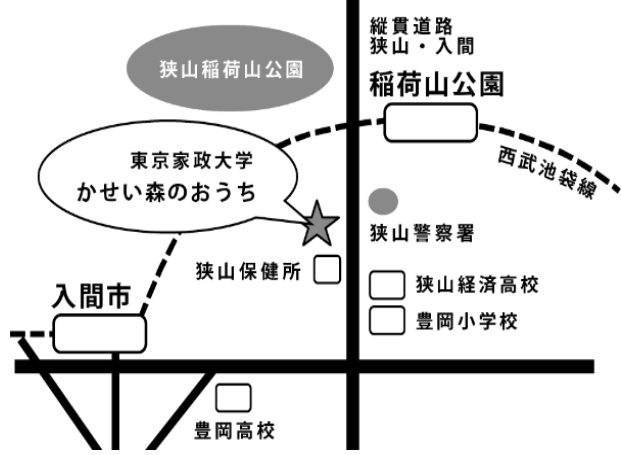 縦貫道路
狭山・入間
狭山稲荷山公園
稲荷山公園
東京家政大学
かせい森のおうち
西武池袋線
狭山警察署
狭山保健所
狭山経済高校
入間市
豊岡小学校
豊岡高校